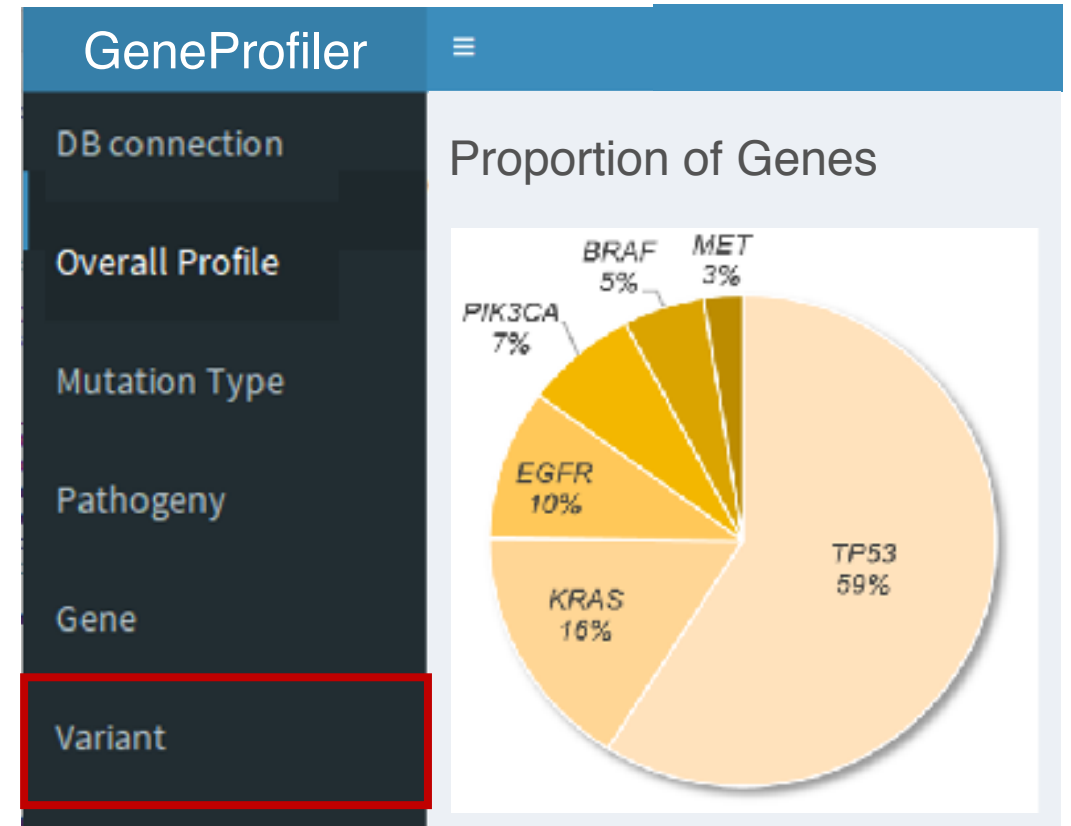 GeneProfiler
DB connection
Overall Profile
Mutation Type
Pathogeny
Gene
Variant
Proportion of Genes
BRAF
5%
MET
3%
PIK3CA
7%
EGFR
10%
KRAS
16%
TP53
59%